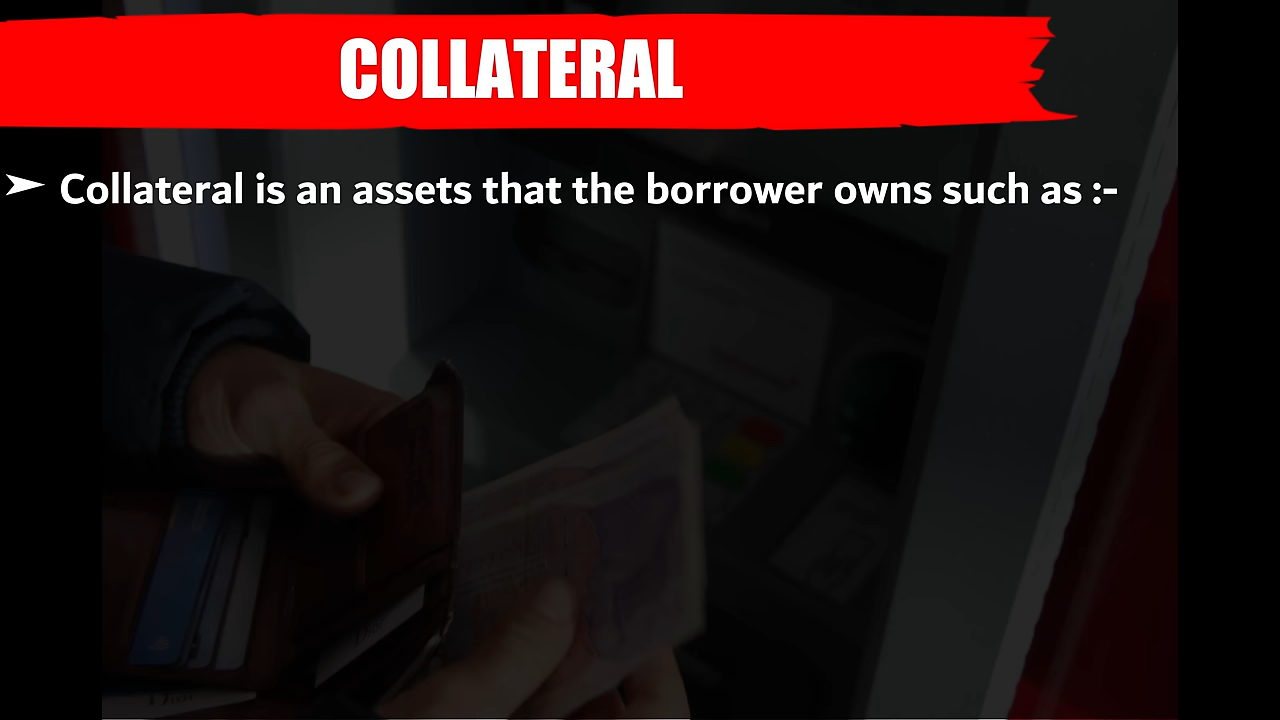 COLLATERAL
➤ Collateral is an assets that the borrower owns such as :-